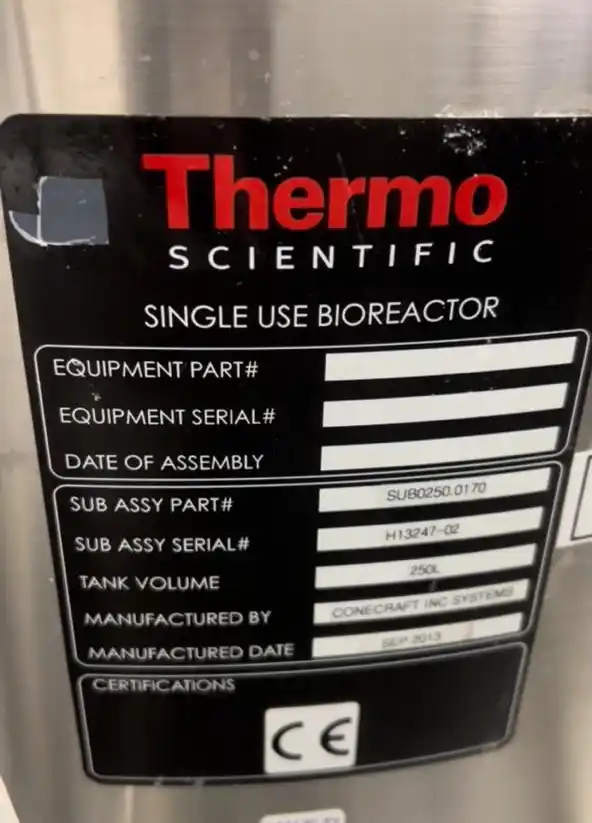 Thermo
SCIENTIFIC
SINGLE USE BIOREACTOR
EQUIPMENT PART#
EQUIPMENT SERIAL#
DATE OF ASSEMBLY
SUB ASSY PART# SUB0250.0170
SUB ASSY SERIAL# H13247-02
TANK VOLUME 250L
MANUFACTURED BY CONECRAFT INC SYSTEMS
MANUFACTURED DATE SEP 2013
CERTIFICATIONS
CE